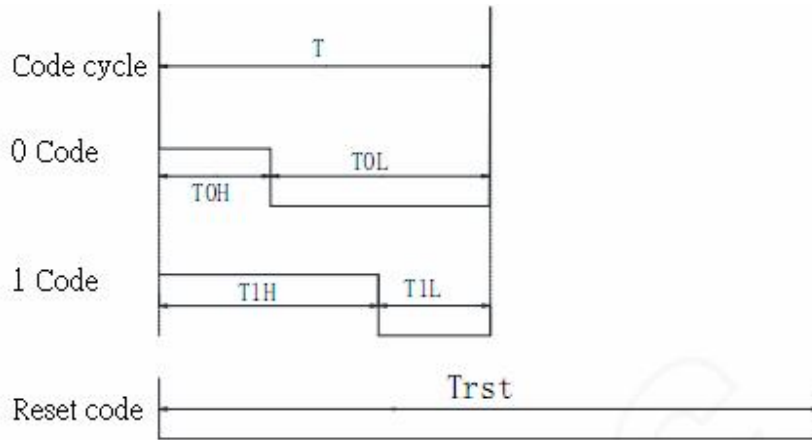 T
Code cycle
0 Code
T0L
T0H
1 Code
T1H
T1L
Trst
Reset code